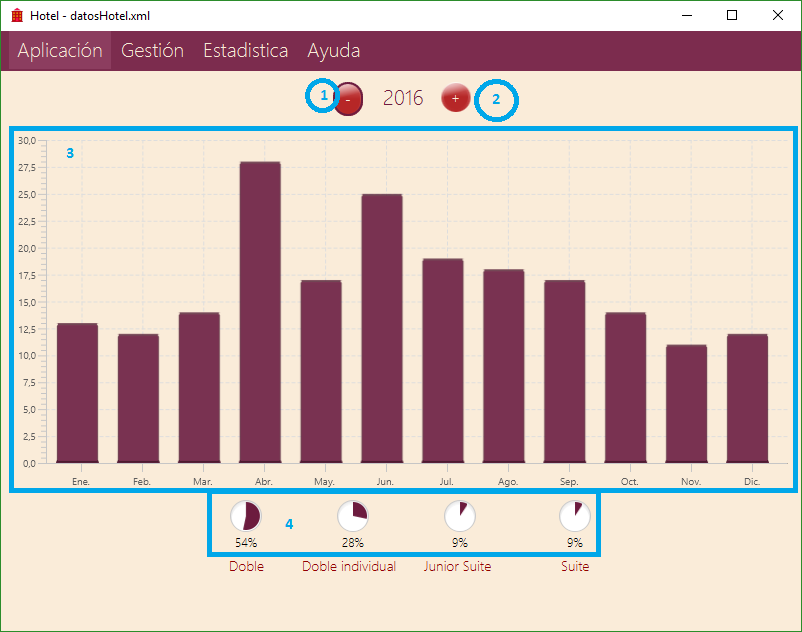 Hotel - datosHotel.xml
Aplicación Gestión Estadistica Ayuda
1 - 2016 + 2
3
30,0
27,5
25,0
22,5
20,0
17,5
15,0
12,5
10,0
7,5
5,0
2,5
0,0
Ene. Feb. Mar. Abr. May. Jun. Jul. Ago. Sep. Oct. Nov. Dic.
4
54% 28% 9% 9%
Doble Doble individual Junior Suite Suite